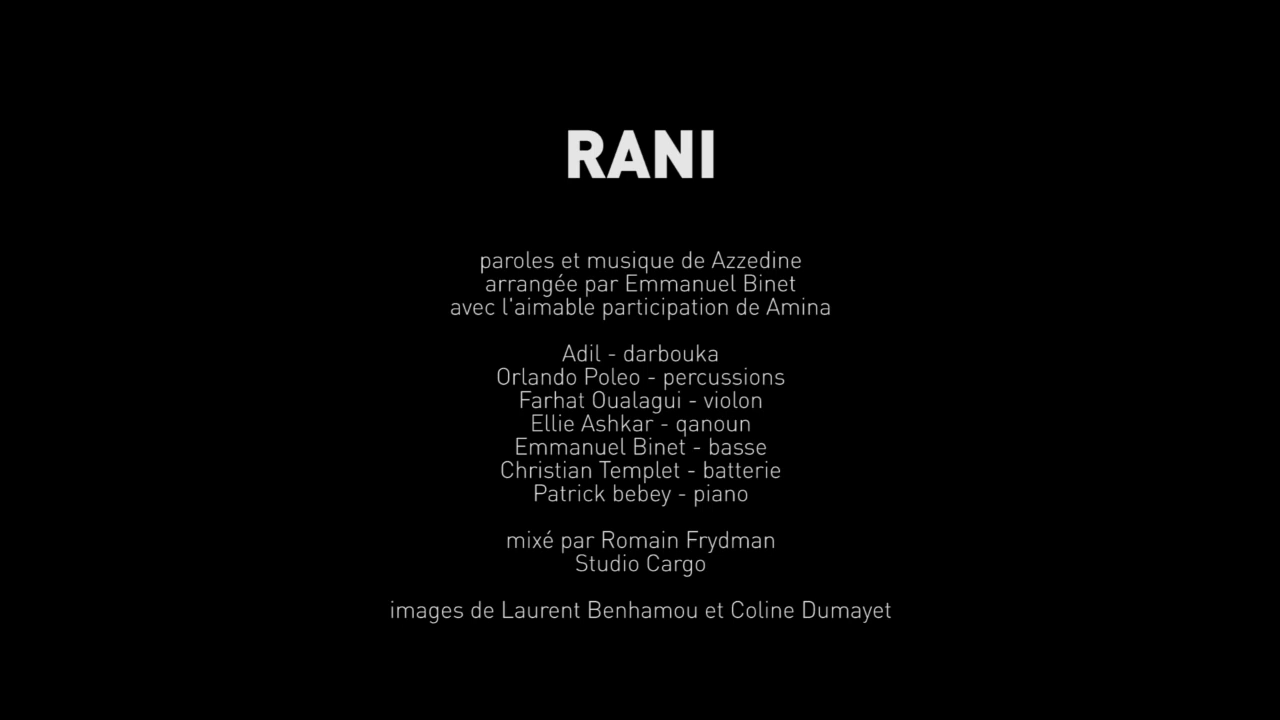 RANI
paroles et musique de Azzedine
arrangée par Emmanuel Binet
avec l'aimable participation de Amina
Adil - darbouka
Orlando Poleo - percussions
Farhat Oualagui - violon
Ellie Ashkar - qanoun
Emmanuel Binet - basse
Christian Templet - batterie
Patrick bebey - piano
mixé par Romain Frydman
Studio Cargo
images de Laurent Benhamou et Coline Dumayet